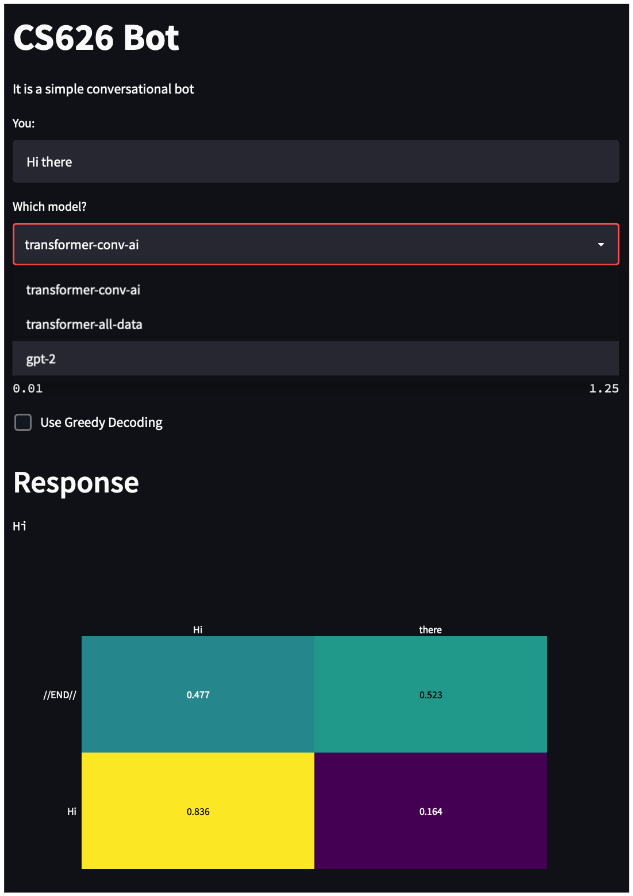 CS626 Bot
It is a simple conversational bot
You:
Hi there
Which model?
transformer-conv-ai
transformer-conv-ai
transformer-all-data
gpt-2
0.01 1.25
Use Greedy Decoding
Response
Hi
Hi there
//END// 0.477 0.523
Hi 0.836 0.164